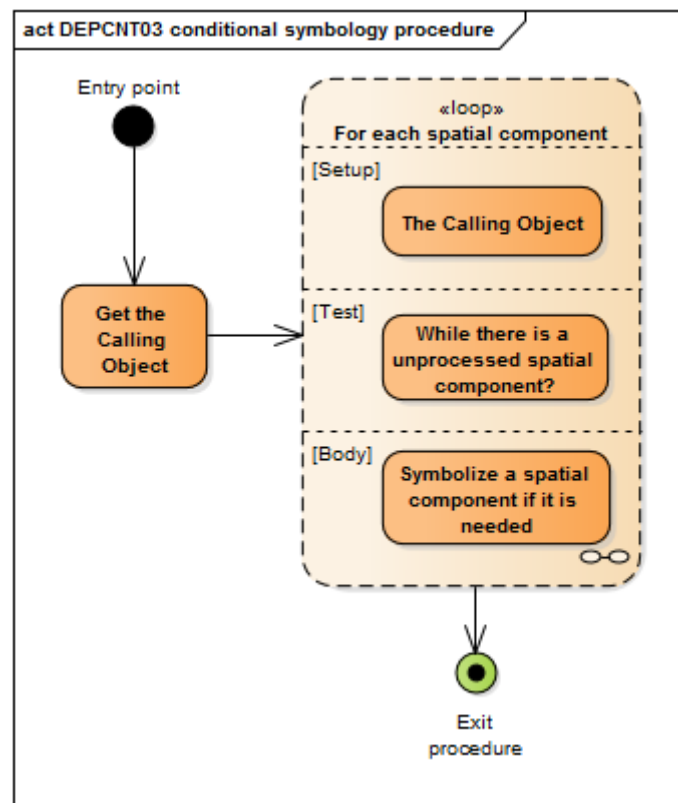 act DEPCNT03 conditional symbology procedure
Entry point
«loop»
For each spatial component
[Setup]
The Calling Object
Get the
Calling
Object
[Test]
While there is a
unprocessed spatial
component?
[Body]
Symbolize a spatial
component if it is
needed
Exit
procedure